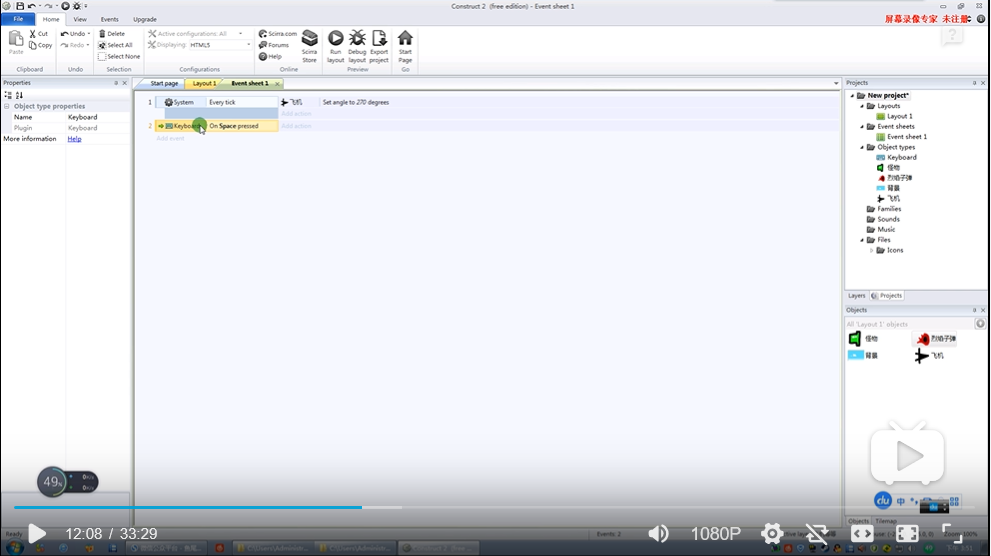 Construct 2 (free edition) - Event sheet 1
File Home View Events Upgrade
屏幕录像专家 未注册
Paste Cut Copy
Clipboard
Undo Redo
Undo
Delete
Select All
Select None
Selection
Active configurations: All
Displaying: HTML5
Configurations
Scirra.com
Forums
Help
Scirra Store
Online
Run layout
Debug layout
Export project
Preview
Start Page
Go
Properties
Object type properties
Name Keyboard
Plugin Keyboard
More information Help
Start page Layout 1 Event sheet 1
1 System Every tick 飞机 Set angle to 270 degrees
Add action
2 Keyboard On Space pressed Add action
Add event
Projects
New project*
Layouts
Layout 1
Event sheets
Event sheet 1
Object types
Keyboard
怪物
烈焰子弹
背景
飞机
Families
Sounds
Music
Files
Icons
Layers Projects
Objects
All 'Layout 1' objects
怪物 烈焰子弹
背景 飞机
49%
du 中
12:08 / 33:29
1080P
Objects Tilemap
Ready
Events: 2
Zoom: 100%